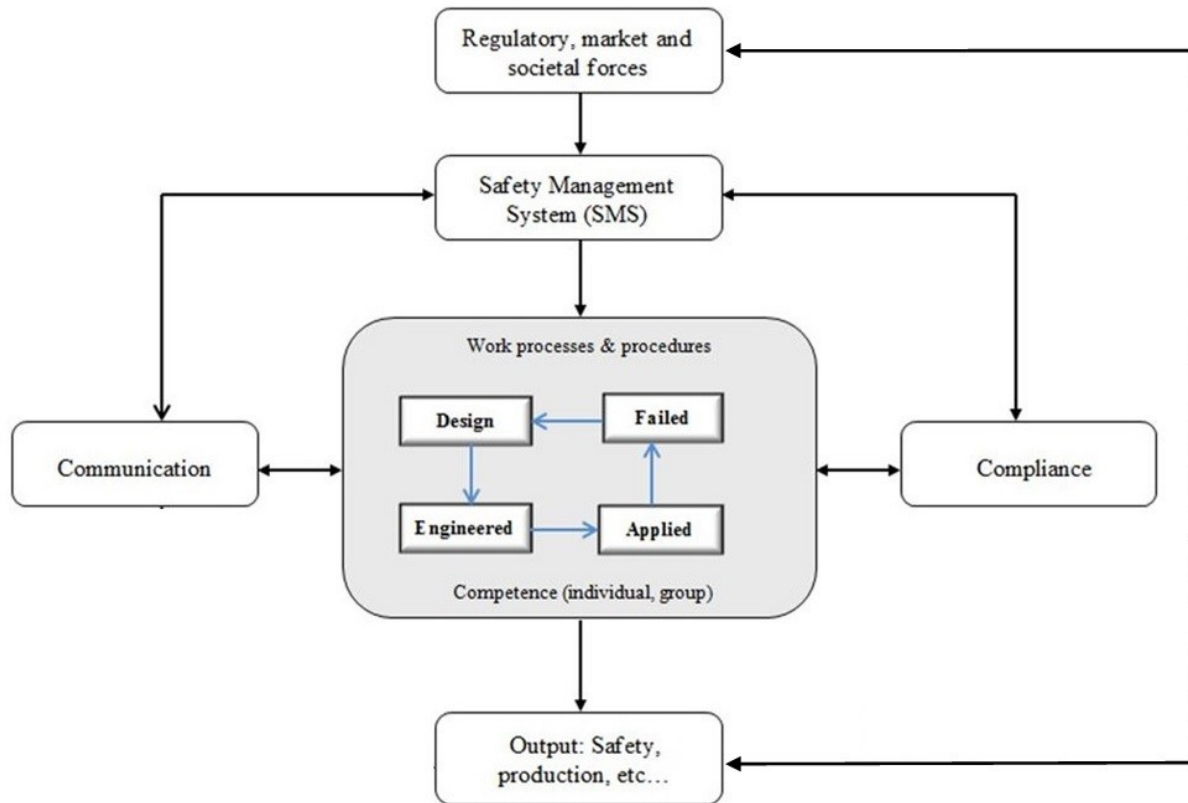 Regulatory, market and
societal forces
Safety Management
System (SMS)
Work processes & procedures
Design
Failed
Communication
Compliance
Engineered
Applied
Competence (individual, group)
Output: Safety,
production, etc…